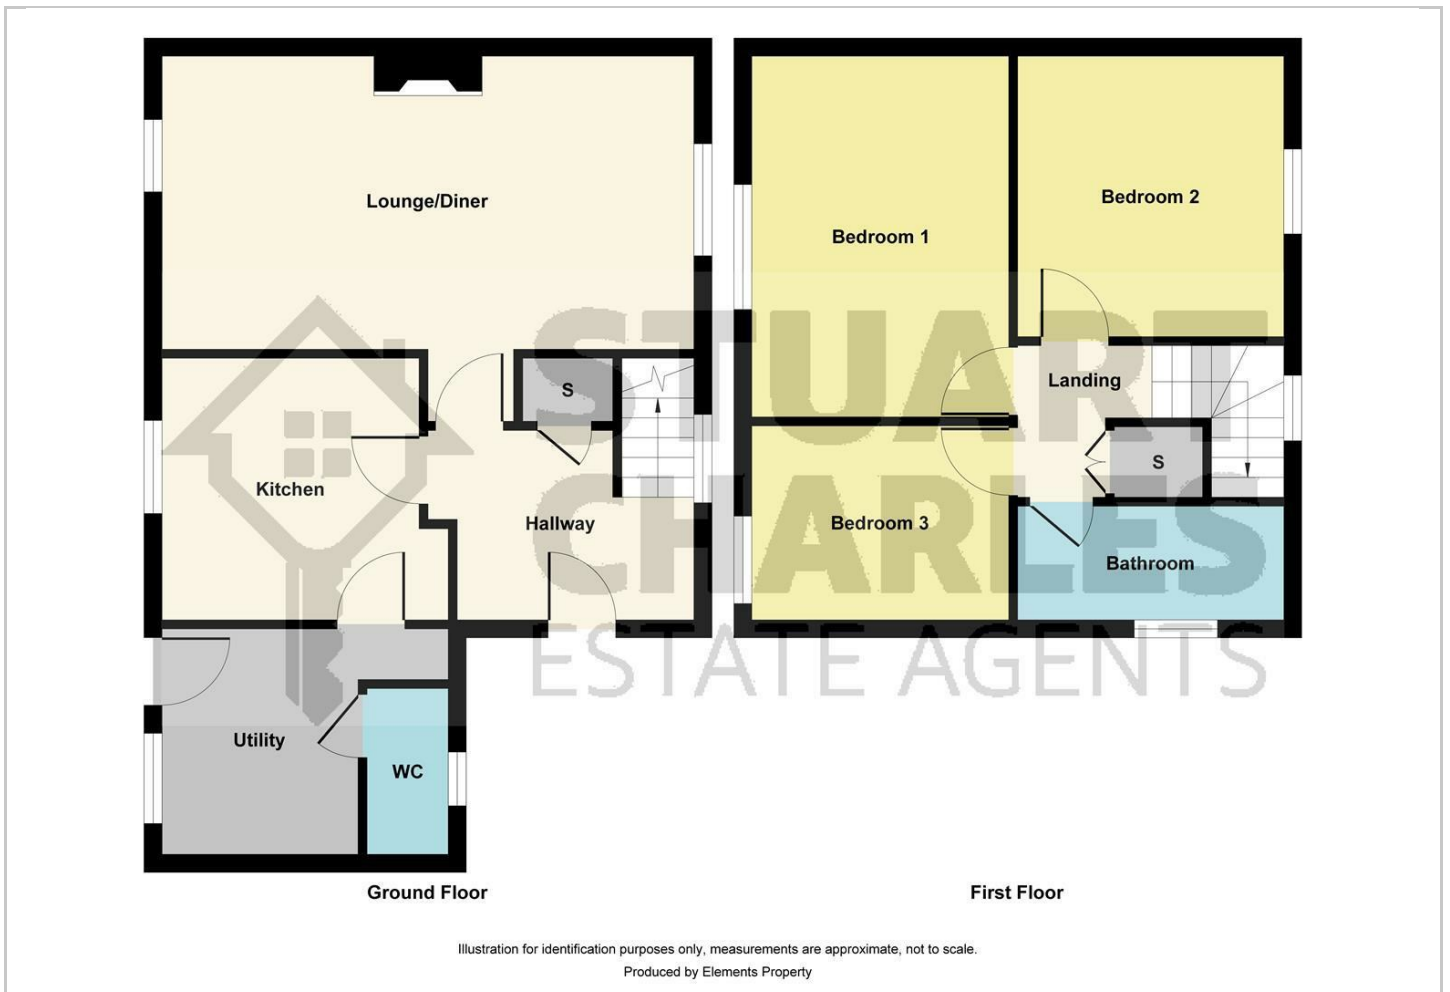 Lounge/Diner
S
Kitchen
Hallway
Utility
WC
Ground Floor
Bedroom 1
Bedroom 2
Landing
S
Bedroom 3
Bathroom
First Floor
STUART
CHARLES
ESTATE AGENTS
Illustration for identification purposes only, measurements are approximate, not to scale.
Produced by Elements Property